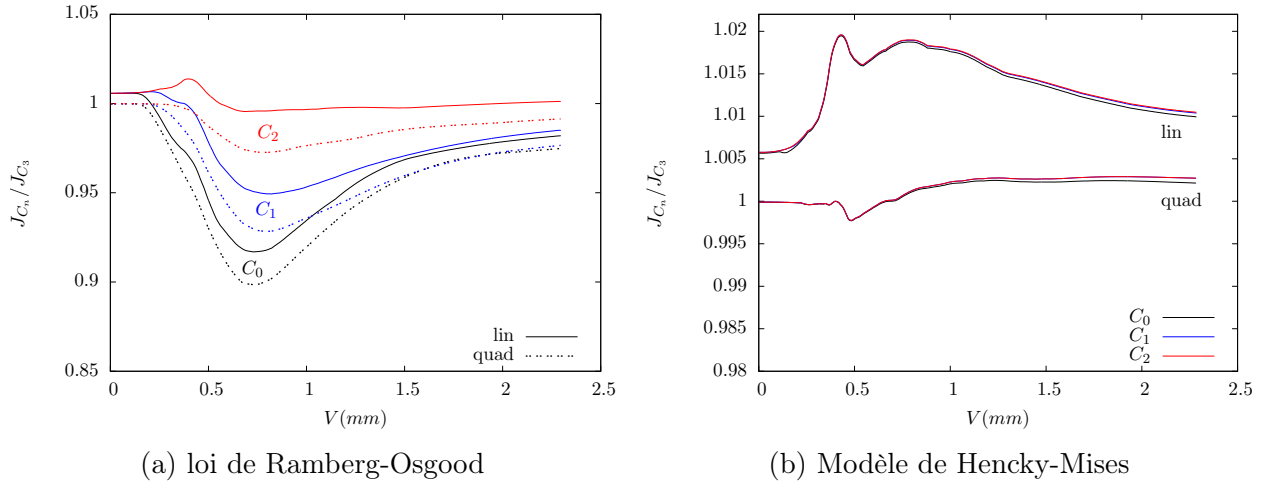 1.05
1
0.95
0.9
0.85
0 0.5 1 1.5 2 2.5
J_{C_n}/J_{C_3}
V(mm)
C_2
C_1
C_0
lin
quad
(a) loi de Ramberg-Osgood
1.02
1.015
1.01
1.005
1
0.995
0.99
0.985
0.98
0 0.5 1 1.5 2 2.5
J_{C_n}/J_{C_3}
V(mm)
lin
quad
C_0
C_1
C_2
(b) Modèle de Hencky-Mises